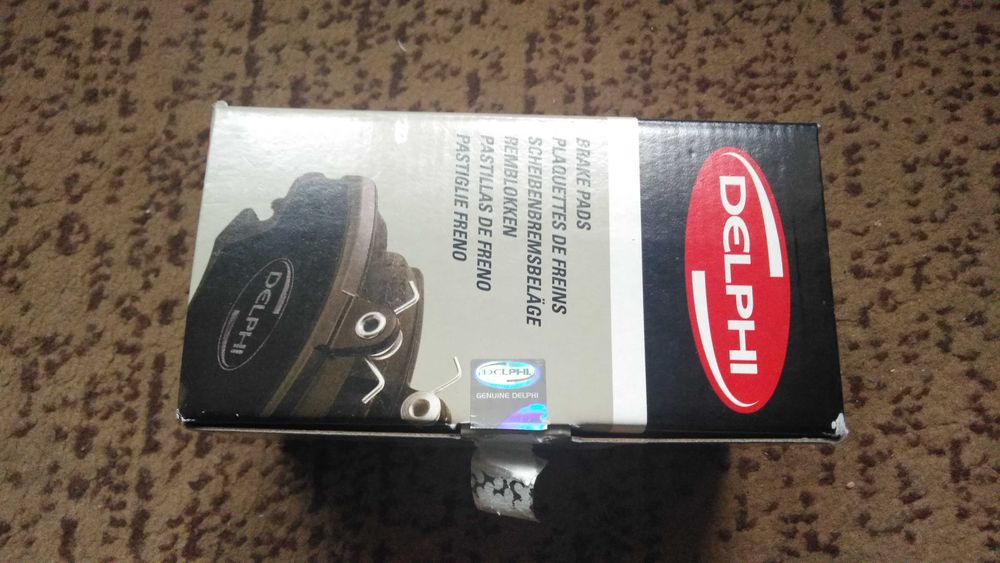 DELPHI
BRAKE PADS
PLAQUETTES DE FREINS
SCHEIBENBREMSBELÄGE
REMBLOKKEN
PASTILLAS DE FRENO
PASTIGLIE FRENO
DELPHI
DELPHI
GENUINE DELPHI